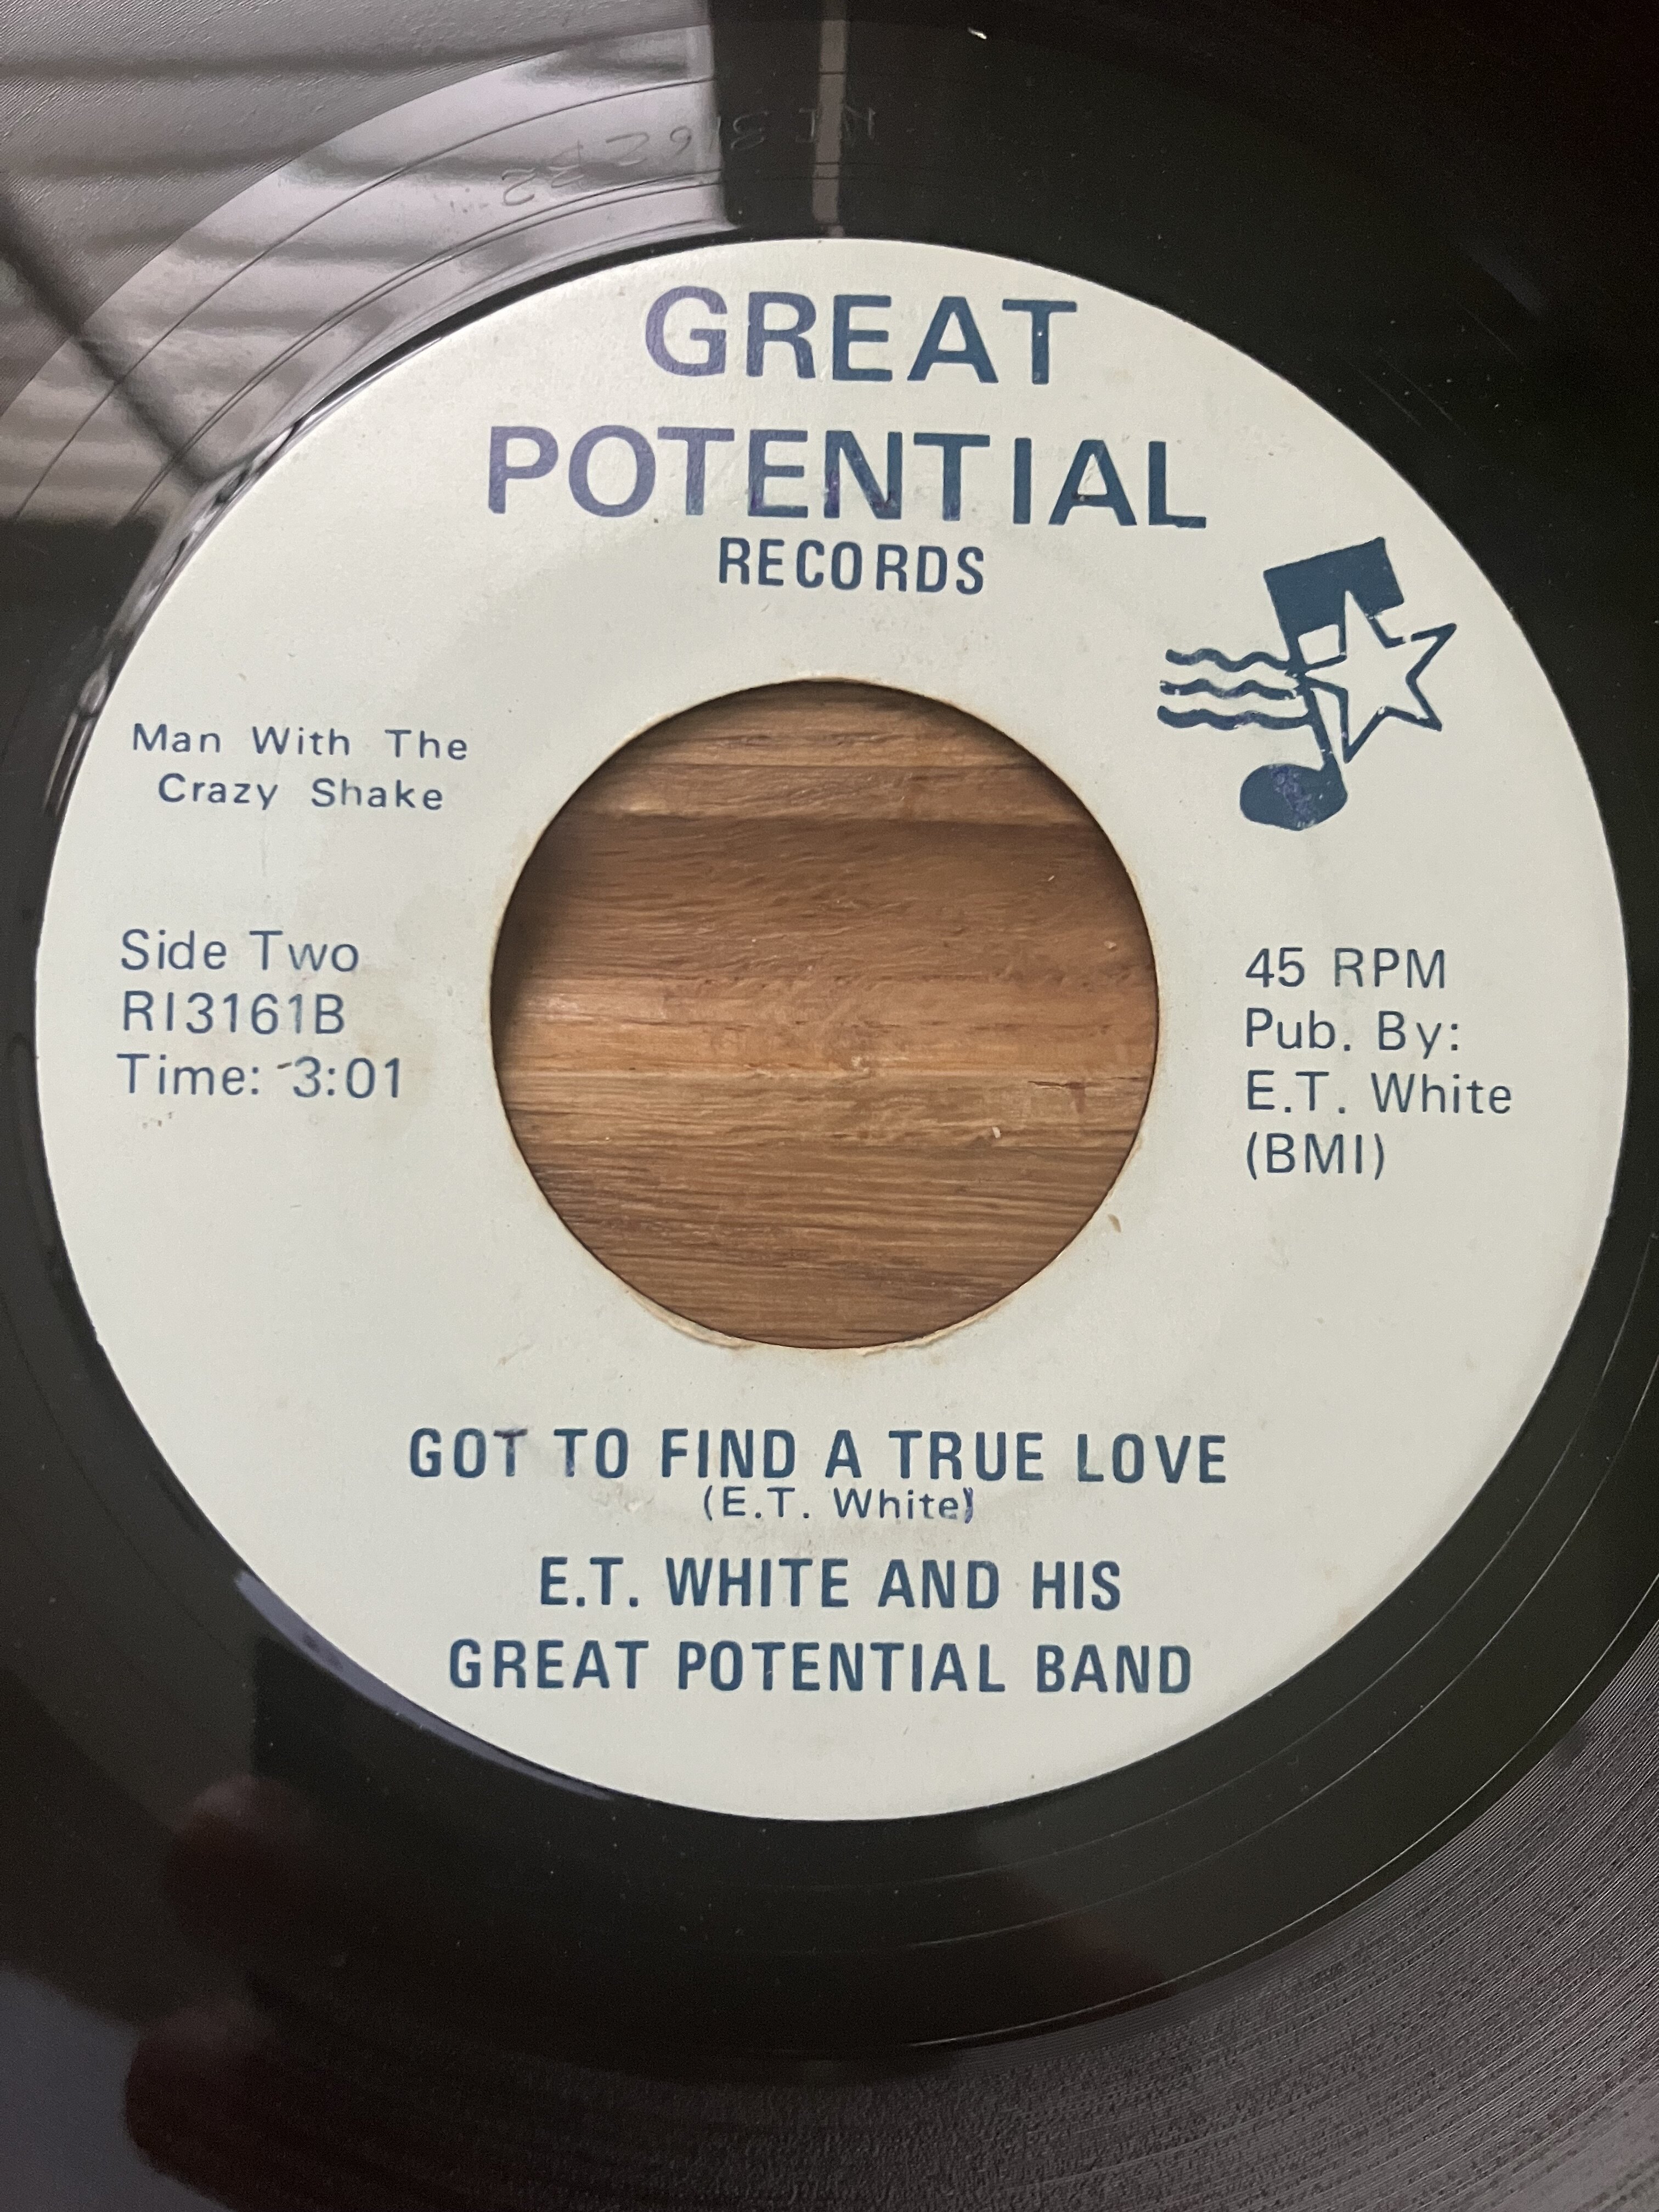 GREAT
POTENTIAL
RECORDS
Man With The
Crazy Shake
Side Two
RI3161B
Time: 3:01
45 RPM
Pub. By:
E.T. White
(BMI)
GOT TO FIND A TRUE LOVE
(E.T. White)
E.T. WHITE AND HIS
GREAT POTENTIAL BAND